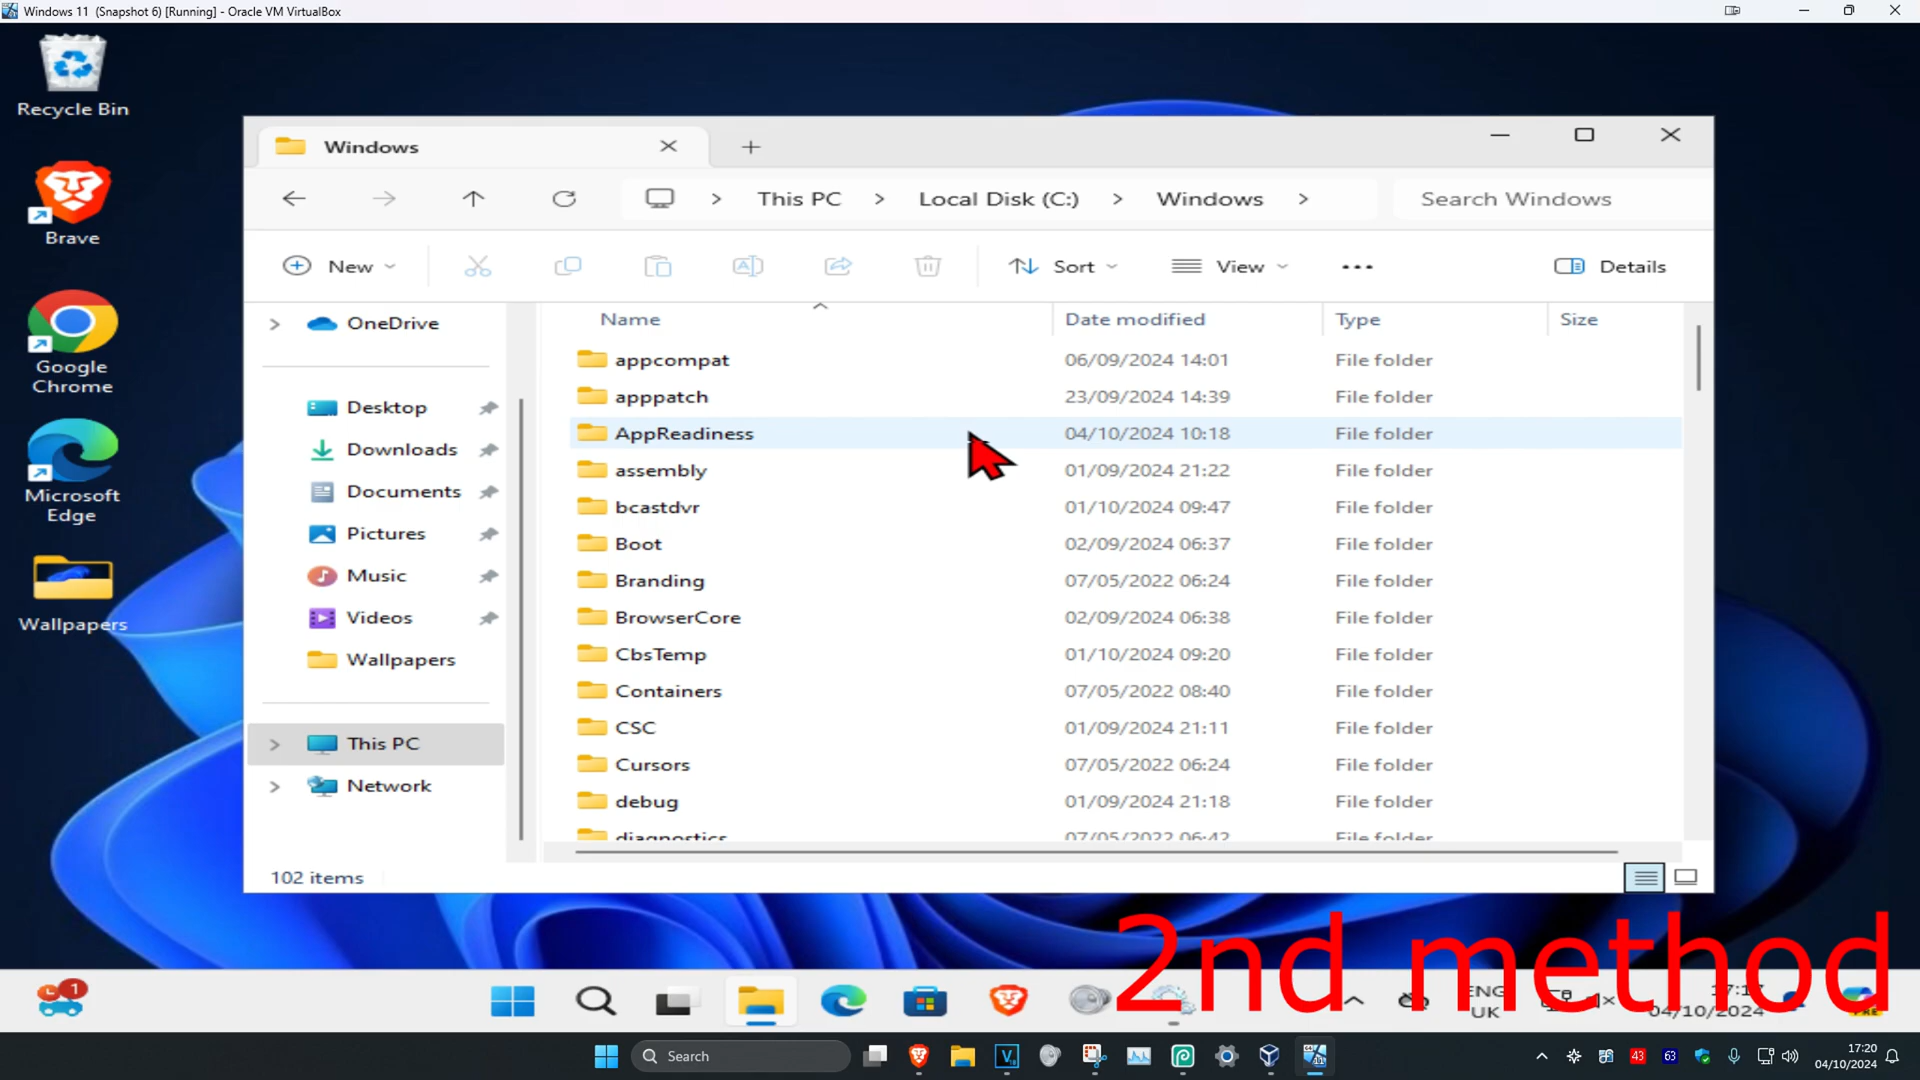 Windows 11 (Snapshot 6) [Running] - Oracle VM VirtualBox
Recycle Bin
Brave
Google
Chrome
Microsoft
Edge
Wallpapers
Windows
This PC > Local Disk (C:) > Windows >
Search Windows
New
Sort
View
Details
OneDrive
Desktop
Downloads
Documents
Pictures
Music
Videos
Wallpapers
This PC
Network
Name Date modified Type Size
appcompat 06/09/2024 14:01 File folder
apppatch 23/09/2024 14:39 File folder
AppReadiness 04/10/2024 10:18 File folder
assembly 01/09/2024 21:22 File folder
bcastdvr 01/10/2024 09:47 File folder
Boot 02/09/2024 06:37 File folder
Branding 07/05/2022 06:24 File folder
BrowserCore 02/09/2024 06:38 File folder
CbsTemp 01/10/2024 09:20 File folder
Containers 07/05/2022 08:40 File folder
CSC 01/09/2024 21:11 File folder
Cursors 07/05/2022 06:24 File folder
debug 01/09/2024 21:18 File folder
diagnostics 07/05/2022 06:42 File folder
102 items
2nd method
1
ENG
UK
04/10/2024
Search
43
63
17:20
04/10/2024